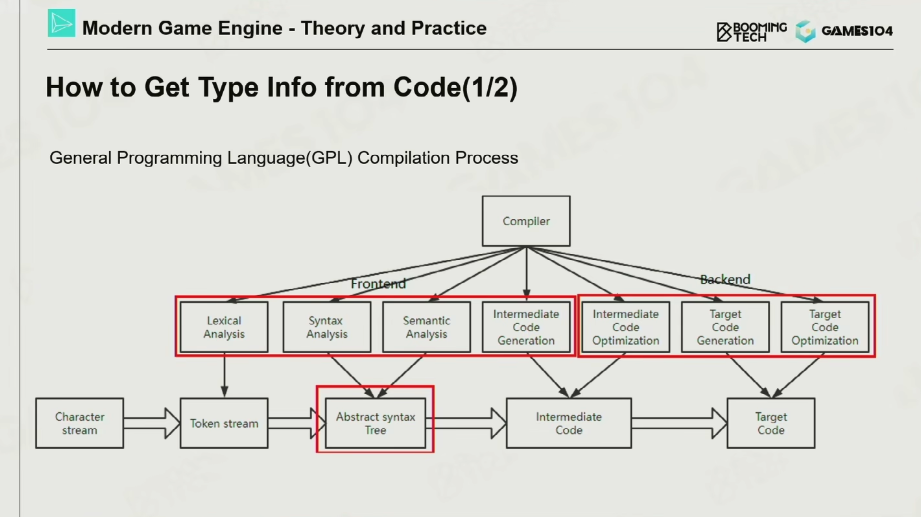 Modern Game Engine - Theory and Practice
BOOMING
TECH
GAMES104
How to Get Type Info from Code(1/2)
General Programming Language(GPL) Compilation Process
Compiler
Frontend
Backend
Lexical
Analysis
Syntax
Analysis
Semantic
Analysis
Intermediate
Code
Generation
Intermediate
Code
Optimization
Target
Code
Generation
Target
Code
Optimization
Character
stream
Token stream
Abstract syntax
Tree
Intermediate
Code
Target
Code